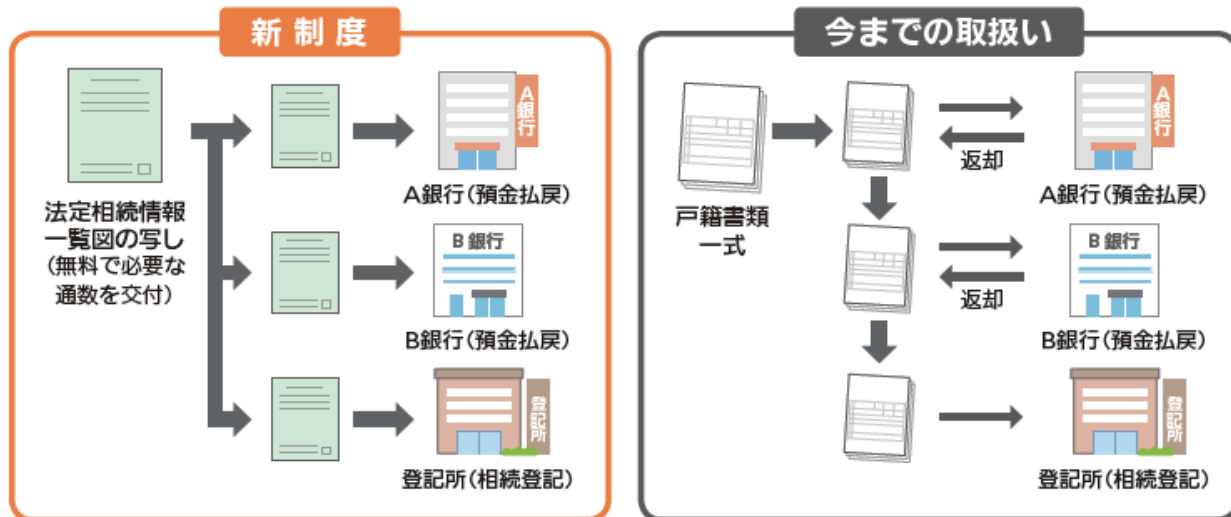 新制度
A銀行
A銀行(預金払戻)
法定相続情報
一覧図の写し
(無料で必要な
通数を交付)
B銀行
B銀行(預金払戻)
登記所
登記所(相続登記)
今までの取扱い
戸籍書類
一式
返却
A銀行
A銀行(預金払戻)
返却
B銀行
B銀行(預金払戻)
登記所
登記所(相続登記)